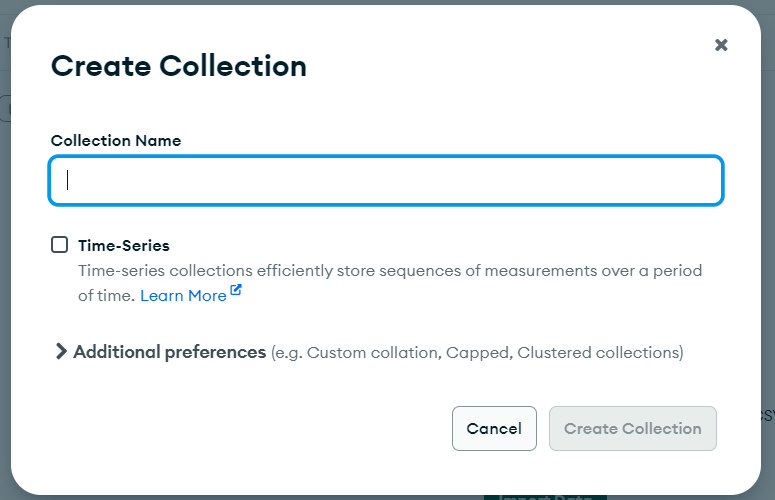 Create Collection
Collection Name
Time-Series
Time-series collections efficiently store sequences of measurements over a period
of time. Learn More
Additional preferences (e.g. Custom collation, Capped, Clustered collections)
Cancel
Create Collection